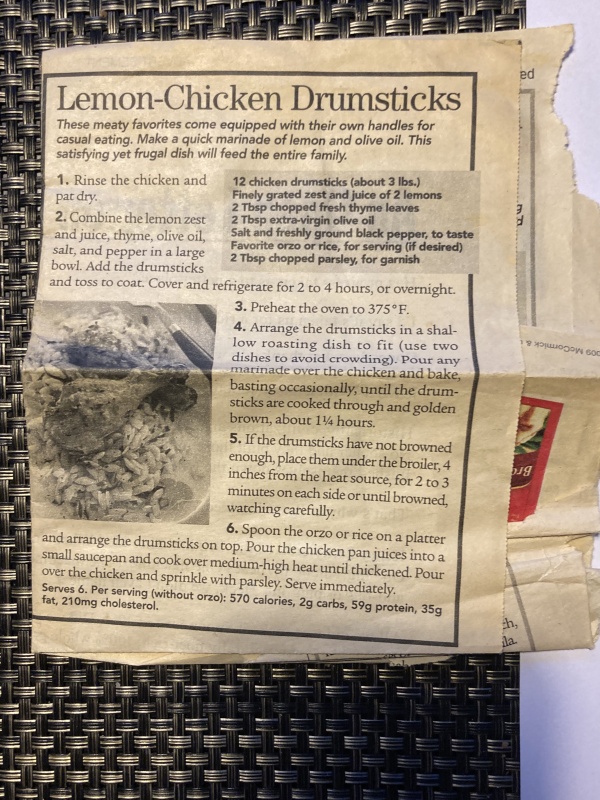 Lemon-Chicken Drumsticks
These meaty favorites come equipped with their own handles for
casual eating. Make a quick marinade of lemon and olive oil. This
satisfying yet frugal dish will feed the entire family.
12 chicken drumsticks (about 3 lbs.)
Finely grated zest and juice of 2 lemons
2 Tbsp chopped fresh thyme leaves
2 Tbsp extra-virgin olive oil
Salt and freshly ground black pepper, to taste
Favorite orzo or rice, for serving (if desired)
2 Tbsp chopped parsley, for garnish
1. Rinse the chicken and
pat dry.
2. Combine the lemon zest
and juice, thyme, olive oil,
salt, and pepper in a large
bowl. Add the drumsticks
and toss to coat. Cover and refrigerate for 2 to 4 hours, or overnight.
3. Preheat the oven to 375°F.
4. Arrange the drumsticks in a shal-
low roasting dish to fit (use two
dishes to avoid crowding). Pour any
marinade over the chicken and bake,
basting occasionally, until the drum-
sticks are cooked through and golden
brown, about 1¼ hours.
5. If the drumsticks have not browned
enough, place them under the broiler, 4
inches from the heat source, for 2 to 3
minutes on each side or until browned,
watching carefully.
6. Spoon the orzo or rice on a platter
and arrange the drumsticks on top. Pour the chicken pan juices into a
small saucepan and cook over medium-high heat until thickened. Pour
over the chicken and sprinkle with parsley. Serve immediately.
Serves 6. Per serving (without orzo): 570 calories, 2g carbs, 59g protein, 35g
fat, 210mg cholesterol.
ed
009 McCormick &